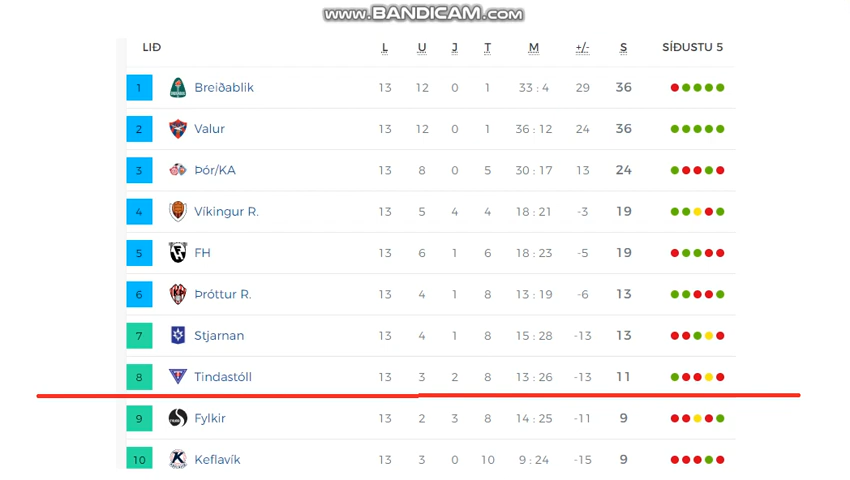 www.BANDICAM.com
LIÐ L U J T M +/- S SÍÐUSTU 5
1 Breiðablik 13 12 0 1 33 : 4 29 36
2 Valur 13 12 0 1 36 : 12 24 36
3 Þór/KA 13 8 0 5 30 : 17 13 24
4 Víkingur R. 13 5 4 4 18 : 21 -3 19
5 FH 13 6 1 6 18 : 23 -5 19
6 Þróttur R. 13 4 1 8 13 : 19 -6 13
7 Stjarnan 13 4 1 8 15 : 28 -13 13
8 Tindastóll 13 3 2 8 13 : 26 -13 11
9 Fylkir 13 2 3 8 14 : 25 -11 9
10 Keflavík 13 3 0 10 9 : 24 -15 9